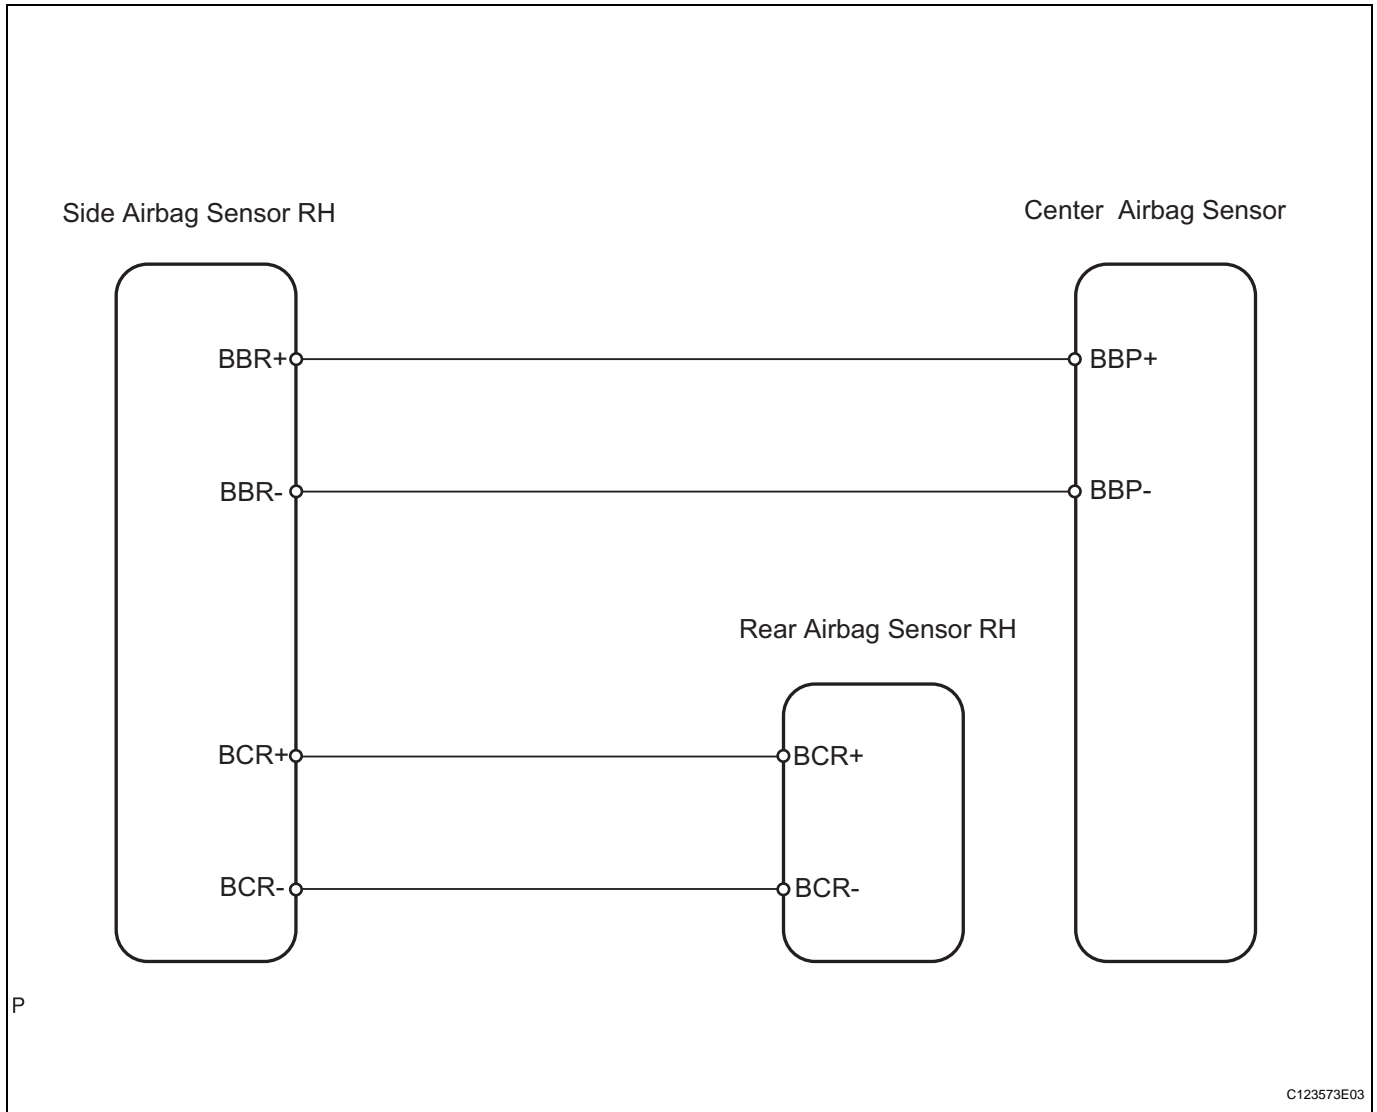 Side Airbag Sensor RH
Center Airbag Sensor
BBR+
BBP+
BBR-
BBP-
Rear Airbag Sensor RH
BCR+
BCR+
BCR-
BCR-
P
C123573E03